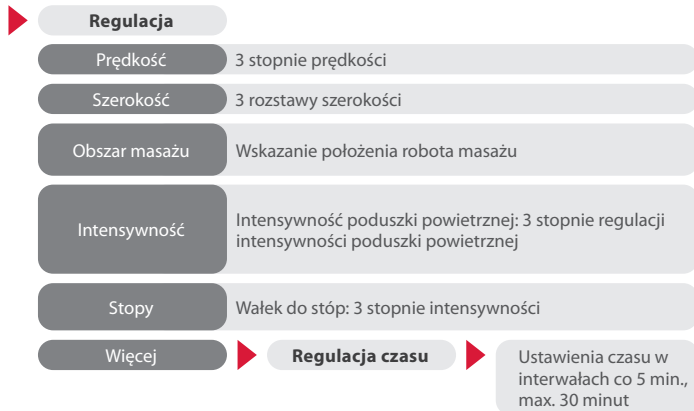 Regulacja
Prędkość
3 stopnie prędkości
Szerokość
3 rozstawy szerokości
Obszar masażu
Wskazanie położenia robota masażu
Intensywność
Intensywność poduszki powietrznej: 3 stopnie regulacji
intensywności poduszki powietrznej
Stopy
Wałek do stóp: 3 stopnie intensywności
Więcej
Regulacja czasu
Ustawienia czasu w
interwałach co 5 min.,
max. 30 minut